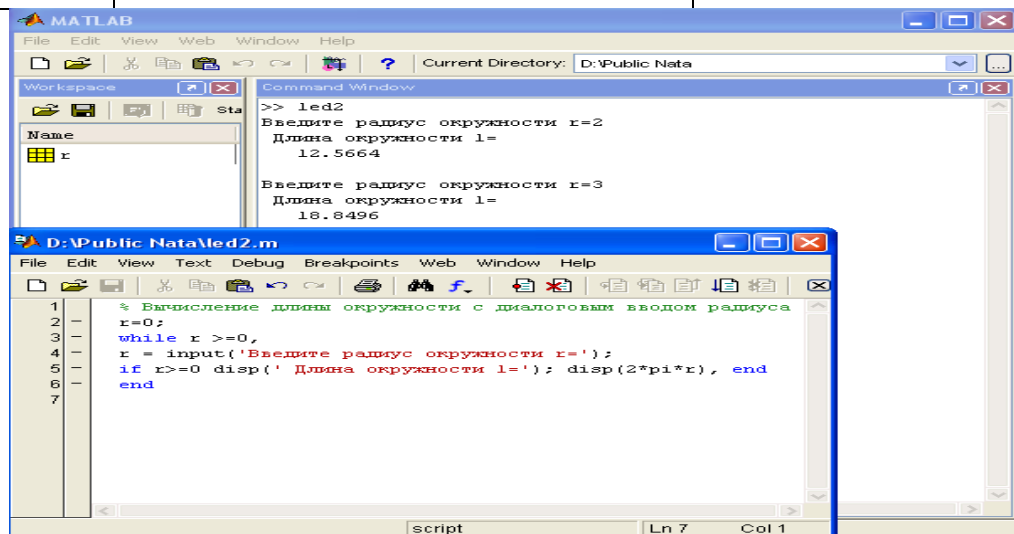 MATLAB
File Edit View Web Window Help
? Current Directory: D:\Public Nata ...
Workspace
Command Window
Sta
Name
r
>> led2
Введите радиус окружности r=2
Длина окружности l=
12.5664
Введите радиус окружности r=3
Длина окружности l=
18.8496
D:\Public Nata\led2.m
File Edit View Text Debug Breakpoints Web Window Help
1 % Вычисление длины окружности с диалоговым вводом радиуса
2 – r=0;
3 – while r >=0,
4 – r = input('Введите радиус окружности r=');
5 – if r>=0 disp(' Длина окружности l='); disp(2*pi*r), end
6 – end
7
script Ln 7 Col 1